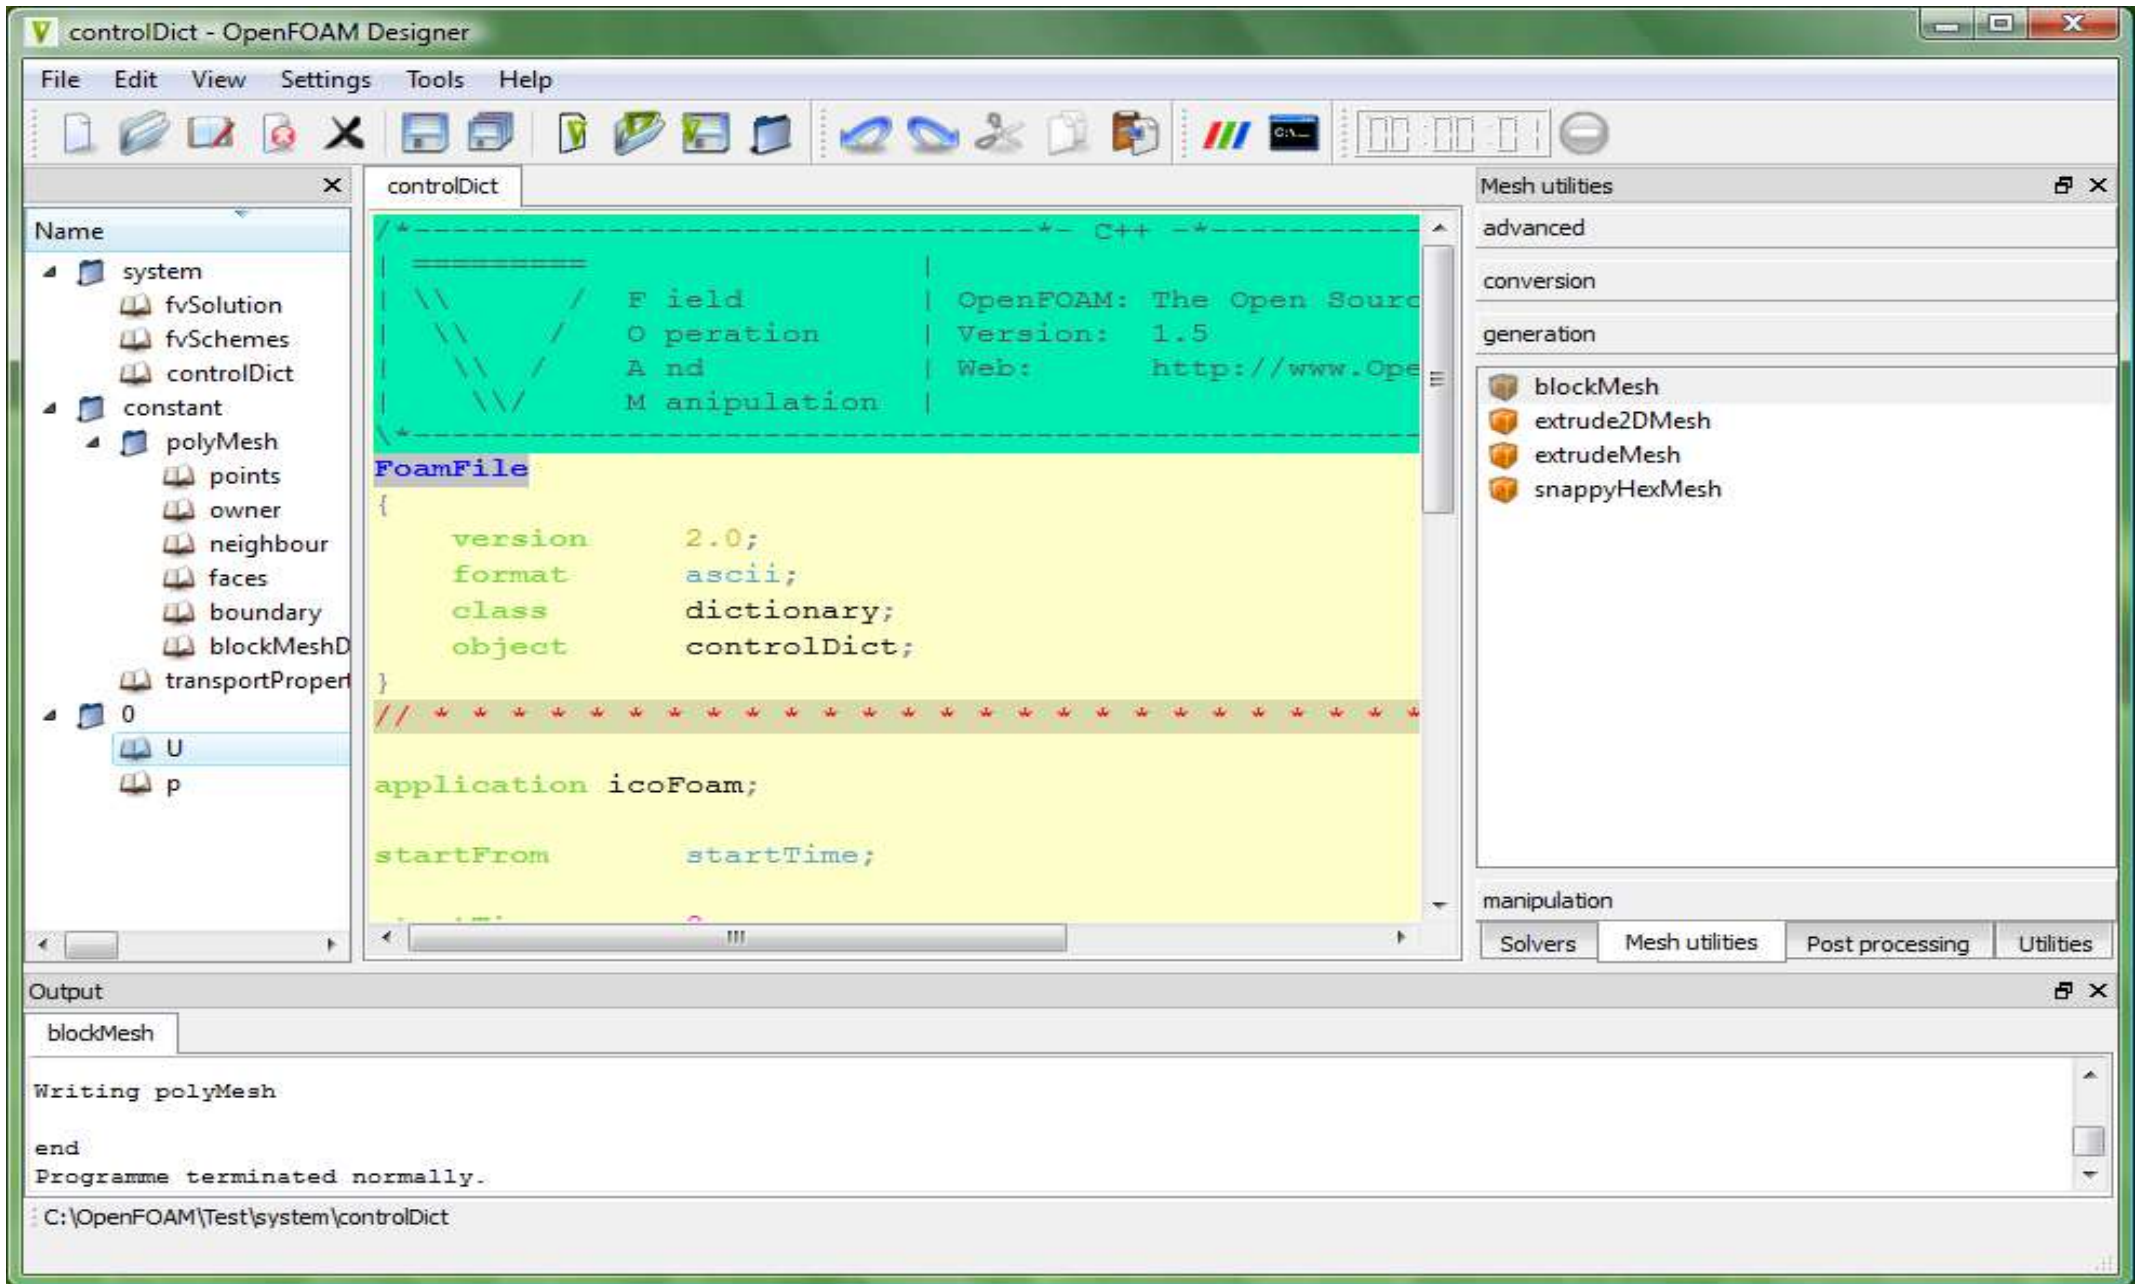 controlDict - OpenFOAM Designer
File Edit View Settings Tools Help
C:\
00:00:01
controlDict
Mesh utilities
Name
system
fvSolution
fvSchemes
controlDict
constant
polyMesh
points
owner
neighbour
faces
boundary
blockMeshD
transportPropert
0
U
p
/*---------------------------------*- C++ -*-----------
| ========= |
| \\ / F ield | OpenFOAM: The Open Sourc
| \\ / O peration | Version: 1.5
| \\ / A nd | Web: http://www.Ope
| \\/ M anipulation |
\*-----------------------------------------------------
FoamFile
{
version 2.0;
format ascii;
class dictionary;
object controlDict;
}
// * * * * * * * * * * * * * * * * * * * * * * * * * *
application icoFoam;
startFrom startTime;
advanced
conversion
generation
blockMesh
extrude2DMesh
extrudeMesh
snappyHexMesh
manipulation
Solvers Mesh utilities Post processing Utilities
Output
blockMesh
Writing polyMesh
end
Programme terminated normally.
C:\OpenFOAM\Test\system\controlDict